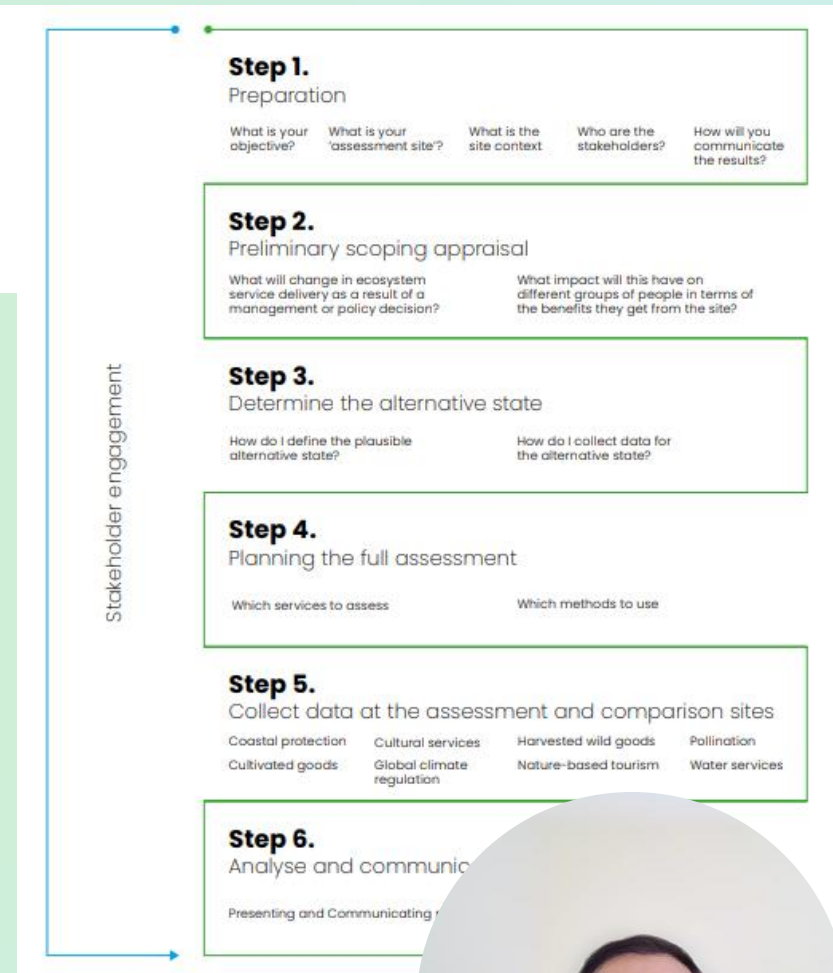 Stakeholder engagement
Step 1.
Preparation
What is your
objective?
What is your
'assessment site'?
What is the
site context
Who are the
stakeholders?
How will you
communicate
the results?
Step 2.
Preliminary scoping appraisal
What will change in ecosystem
service delivery as a result of a
management or policy decision?
What impact will this have on
different groups of people in terms of
the benefits they get from the site?
Step 3.
Determine the alternative state
How do I define the plausible
alternative state?
How do I collect data for
the alternative state?
Step 4.
Planning the full assessment
Which services to assess
Which methods to use
Step 5.
Collect data at the assessment and comparison sites
Coastal protection
Cultural services
Harvested wild goods
Pollination
Cultivated goods
Global climate
regulation
Nature-based tourism
Water services
Step 6.
Analyse and
Presenting and Communicating